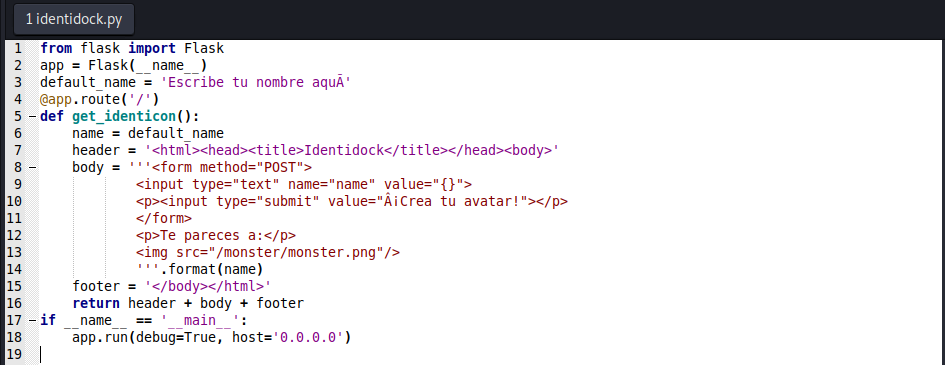 1 identidock.py
1 from flask import Flask
2 app = Flask(__name__)
3 default_name = 'Escribe tu nombre aquÃ'
4 @app.route('/')
5 def get_identicon():
6     name = default_name
7     header = '<html><head><title>Identidock</title></head><body>'
8     body = '''<form method="POST">
9             <input type="text" name="name" value="{}">
10             <p><input type="submit" value="Â¡Crea tu avatar!"></p>
11             </form>
12             <p>Te pareces a:</p>
13             <img src="/monster/monster.png"/>
14             '''.format(name)
15     footer = '</body></html>'
16     return header + body + footer
17 if __name__ == '__main__':
18     app.run(debug=True, host='0.0.0.0')
19